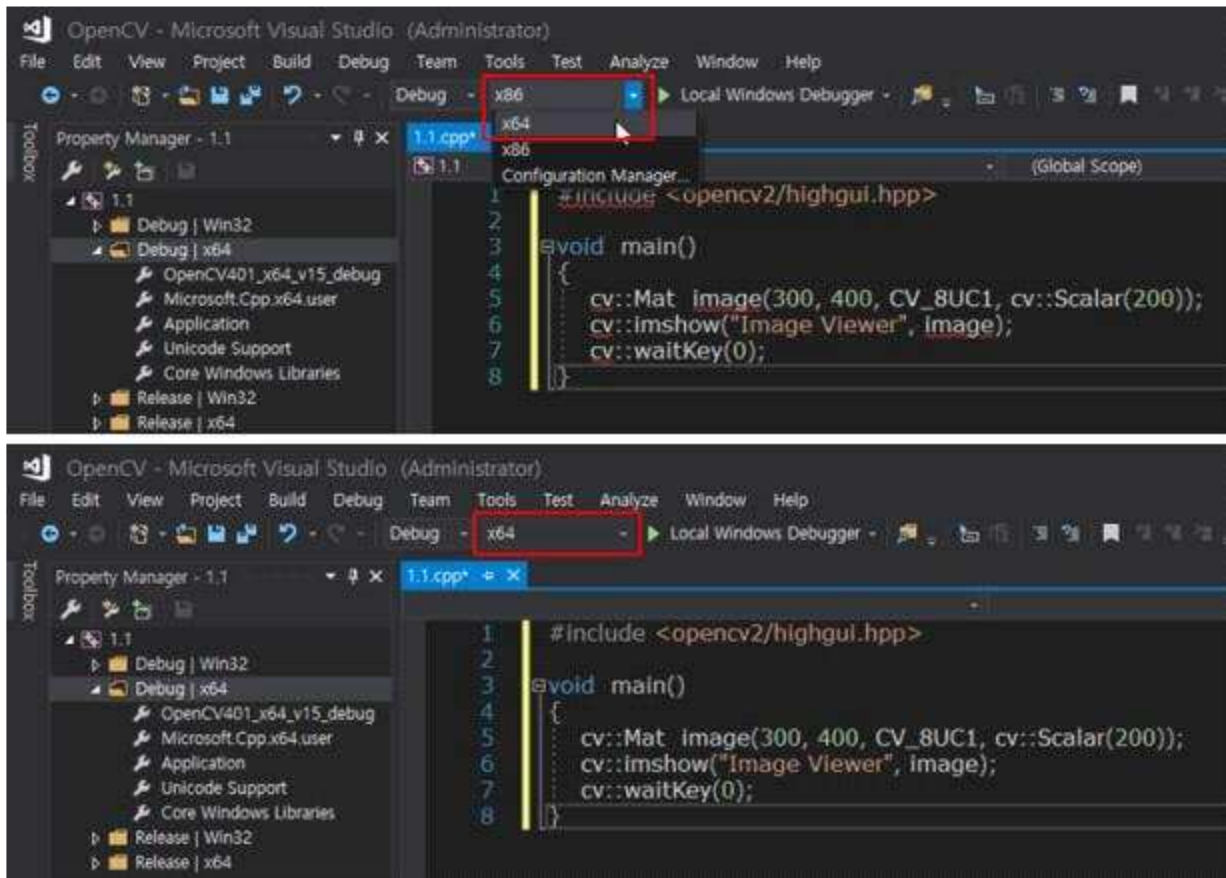 OpenCV - Microsoft Visual Studio (Administrator)
File Edit View Project Build Debug Team Tools Test Analyze Window Help
Debug x86 Local Windows Debugger
Toolbox
Property Manager - 1.1
1.1.cpp*
x64
x86
Configuration Manager...
1.1
(Global Scope)
1.1
Debug | Win32
Debug | x64
OpenCV401_x64_v15_debug
Microsoft.Cpp.x64.user
Application
Unicode Support
Core Windows Libraries
Release | Win32
Release | x64
1 #include <opencv2/highgui.hpp>
2
3 void main()
4 {
5 cv::Mat image(300, 400, CV_8UC1, cv::Scalar(200));
6 cv::imshow("Image Viewer", image);
7 cv::waitKey(0);
8 }
OpenCV - Microsoft Visual Studio (Administrator)
File Edit View Project Build Debug Team Tools Test Analyze Window Help
Debug x64 Local Windows Debugger
Toolbox
Property Manager - 1.1
1.1.cpp*
1.1
Debug | Win32
Debug | x64
OpenCV401_x64_v15_debug
Microsoft.Cpp.x64.user
Application
Unicode Support
Core Windows Libraries
Release | Win32
Release | x64
1 #include <opencv2/highgui.hpp>
2
3 void main()
4 {
5 cv::Mat image(300, 400, CV_8UC1, cv::Scalar(200));
6 cv::imshow("Image Viewer", image);
7 cv::waitKey(0);
8 }